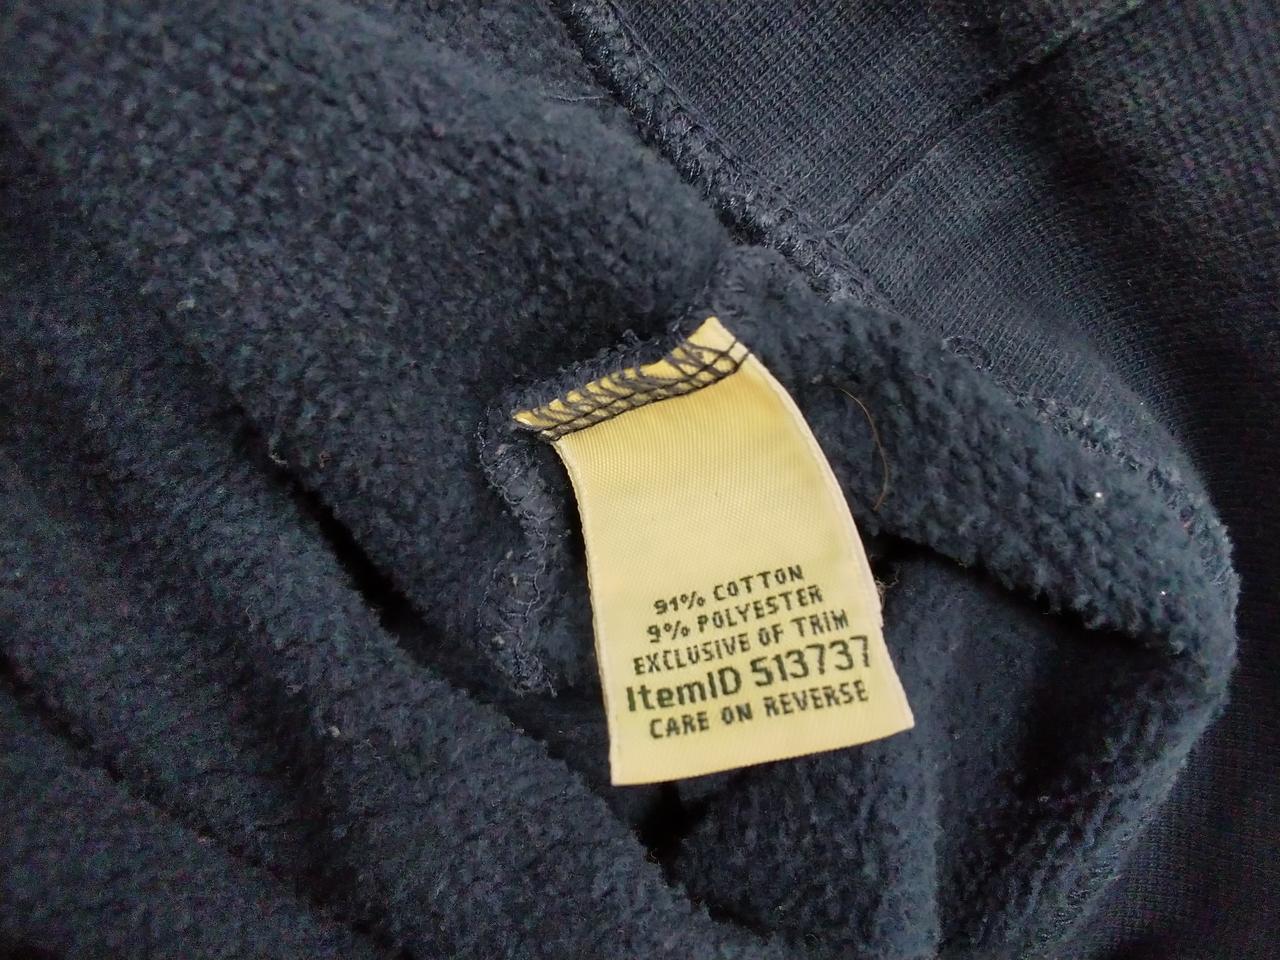 91% COTTON
9% POLYESTER
EXCLUSIVE OF TRIM
ItemID 513737
CARE ON REVERSE